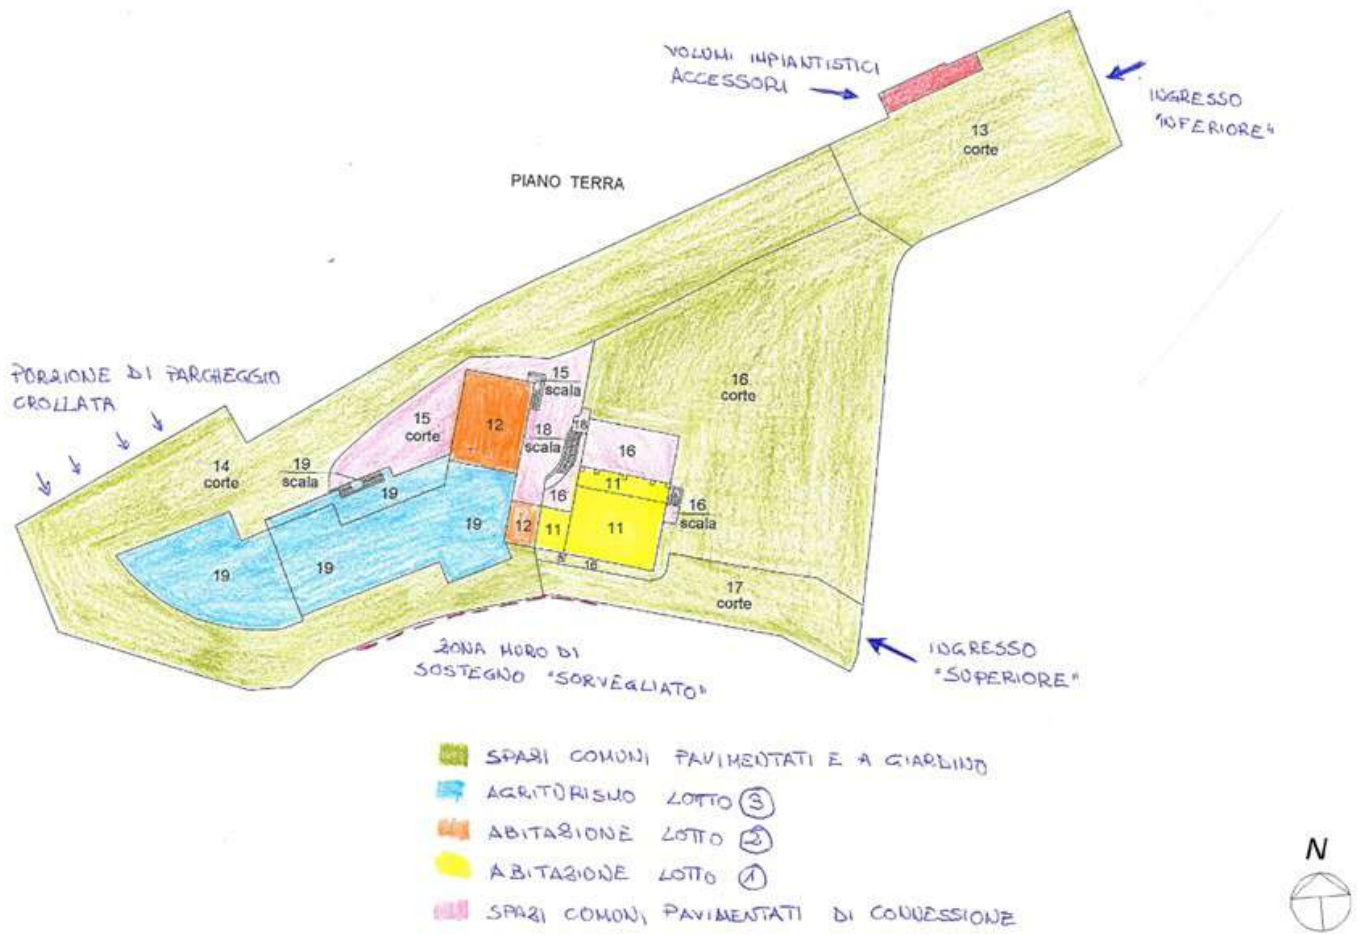 VOLUMI IMPIANTISTICI
ACCESSORI
INGRESSO
"INFERIORE"
13
corte
PIANO TERRA
PORZIONE DI PARCHEGGIO
CROLLATA
15
scala
16
corte
15
corte
12
18
18
scala
14
corte
19
scala
16
19
11
16
16
scala
19
12
11
11
19
19
16
17
corte
ZONA MURO DI
SOSTEGNO "SORVEGLIATO"
INGRESSO
"SUPERIORE"
SPAZI COMUNI PAVIMENTATI E A GIARDINO
AGRITURISMO LOTTO 3
ABITAZIONE LOTTO 2
ABITAZIONE LOTTO 1
SPAZI COMUNI PAVIMENTATI DI CONNESSIONE
N